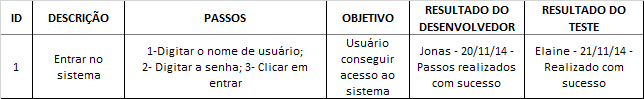 ID DESCRIÇÃO PASSOS OBJETIVO RESULTADO DO DESENVOLVEDOR RESULTADO DO TESTE
1
Entrar no
sistema
1-Digitar o nome de usuário;
2- Digitar a senha; 3- Clicar em
entrar
Usuário
conseguir
acesso ao
sistema
Jonas - 20/11/14 -
Passos realizados
com sucesso
Elaine - 21/11/14 -
Realizado com
sucesso